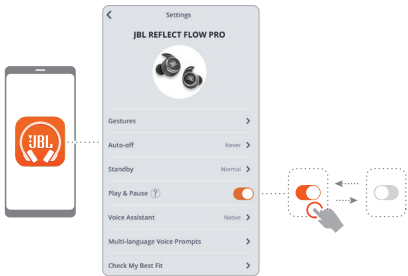 JBL
Settings
JBL REFLECT FLOW PRO
Gestures
Auto-off Never
Standby Normal
Play & Pause ?
Voice Assistant Native
Multi-language Voice Prompts
Check My Best Fit